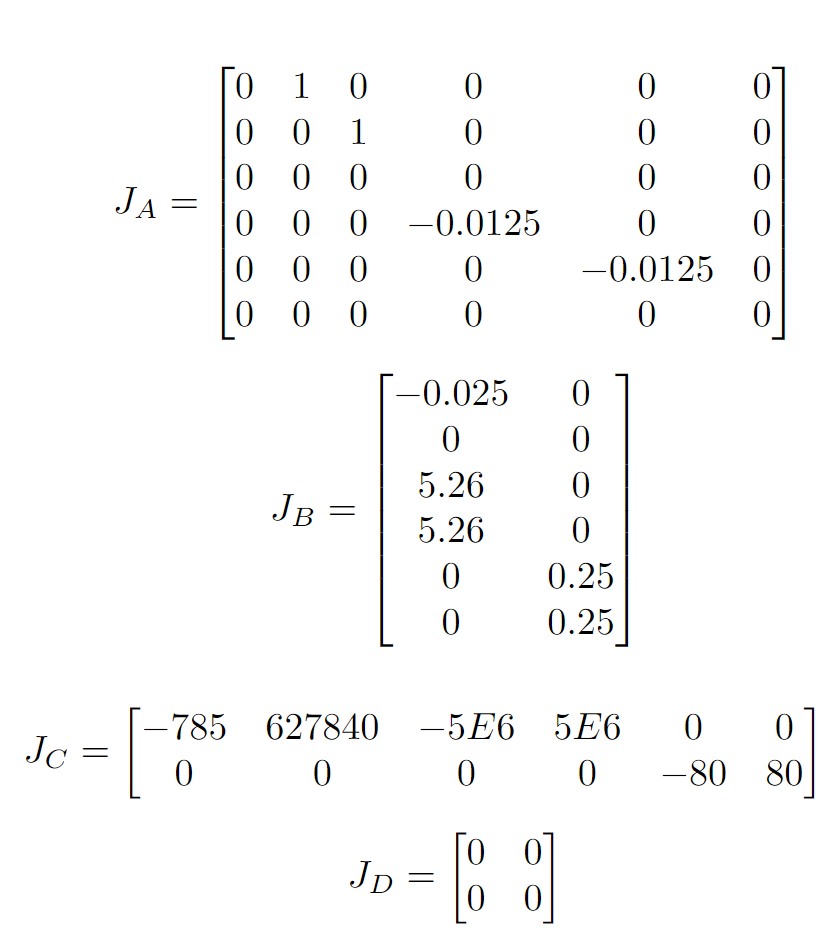 0 1 0 0 0 0
0 0 1 0 0 0
0 0 0 0 0 0
J_A =
0 0 0 −0.0125 0 0
0 0 0 0 −0.0125 0
0 0 0 0 0 0
−0.025 0
0 0
5.26 0
J_B =
5.26 0
0 0.25
0 0.25
−785 627840 −5E6 5E6 0 0
J_C =
0 0 0 0 −80 80
0 0
J_D =
0 0